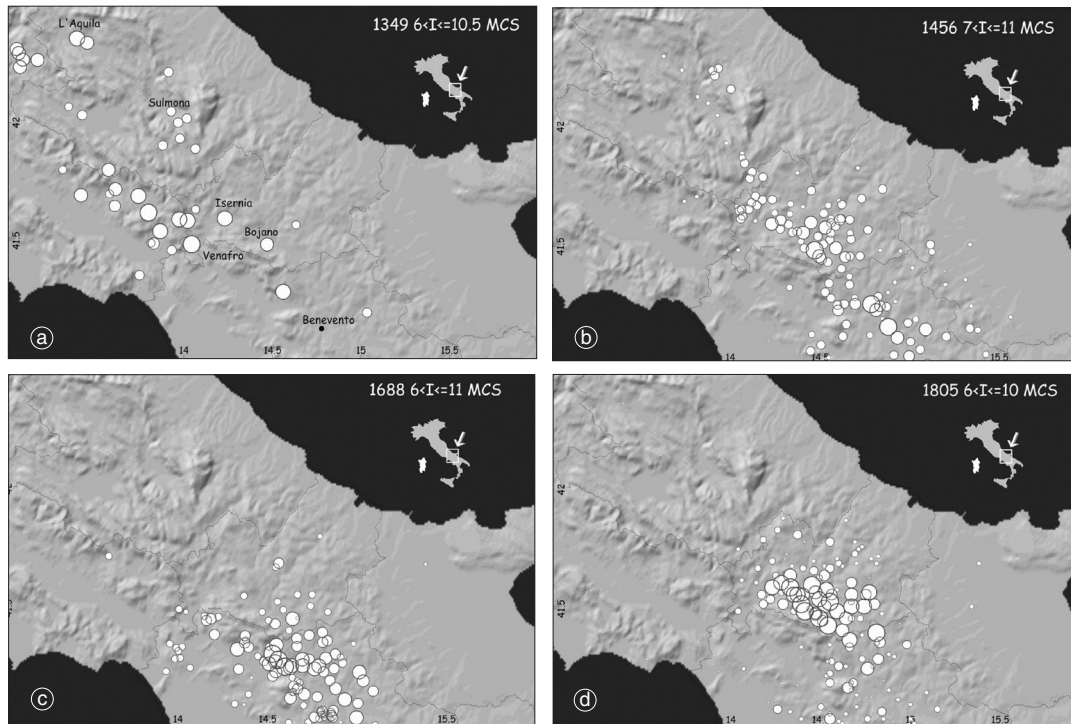 L'Aquila
1349 6<I<=10.5 MCS
Sulmona
42
Isernia
Bojano
41.5
Venafro
Benevento
a
14
14.5
15
15.5
1456 7<I<=11 MCS
42
41.5
b
14
14.5
15.5
1688 6<I<=11 MCS
c
14
14.5
15.5
1805 6<I<=10 MCS
42
41.5
d
14
14.5
15.5